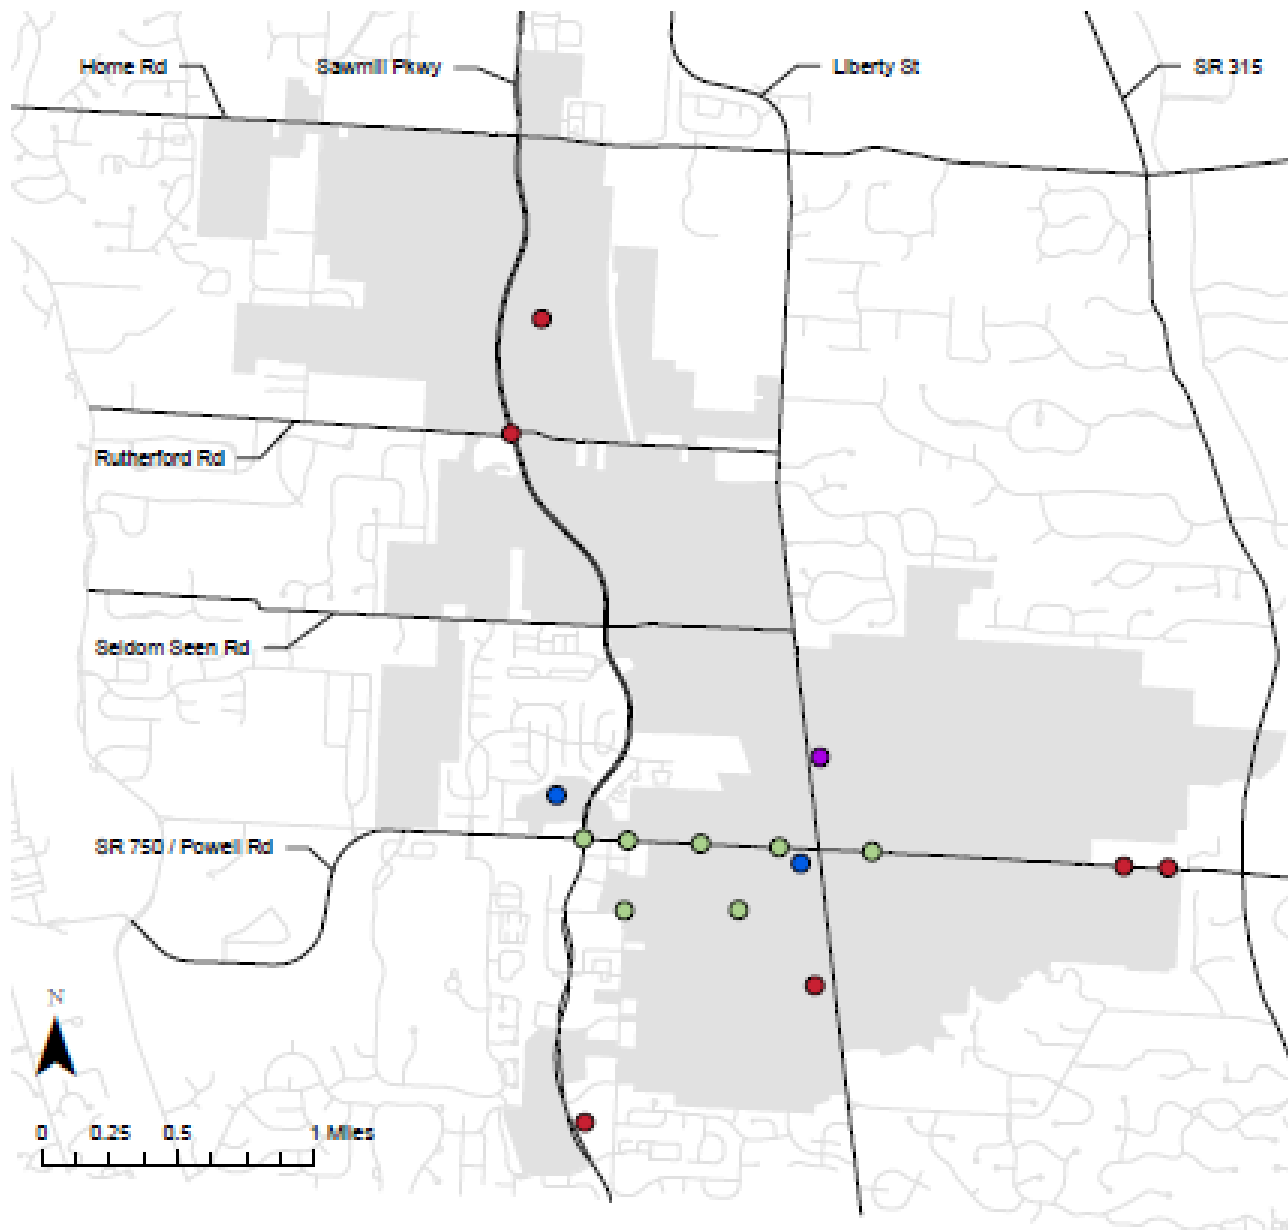 Home Rd
Sawmill Pkwy
Liberty St
SR 315
Rutherford Rd
Seldom Seen Rd
SR 750 / Powell Rd
N
0 0.25 0.5 1 Miles